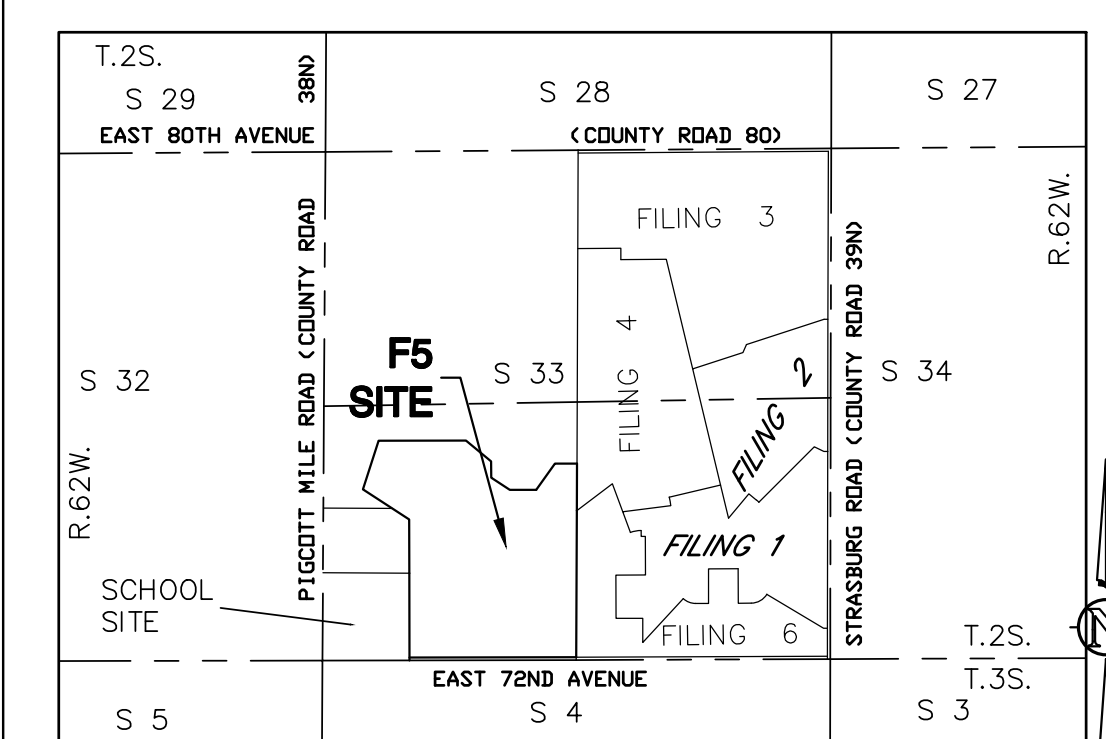 T.2S.
S 29
38N)
S 28
S 27
EAST 80TH AVENUE
(COUNTY ROAD 80)
R.62W.
FILING 3
PIGCOTT MILE ROAD (COUNTY ROAD
STRASBURG ROAD (COUNTY ROAD 39N)
F5
SITE
S 33
FILING 4
FILING 2
S 34
S 32
R.62W.
FILING 1
SCHOOL
SITE
FILING 6
T.2S.
N
EAST 72ND AVENUE
T.3S.
S 5
S 4
S 3